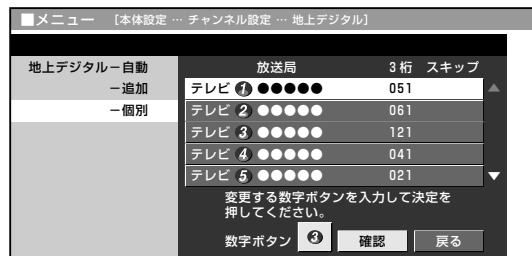 ■メニュー [本体設定 … チャンネル設定 … 地上デジタル]
地上デジタルー自動
ー追加
ー個別
放送局 3桁 スキップ
テレビ ❶ ●●●●● 051
テレビ ❷ ●●●●● 061
テレビ ❸ ●●●●● 121
テレビ ❹ ●●●●● 041
テレビ ❺ ●●●●● 021
変更する数字ボタンを入力して決定を
押してください。
数字ボタン ❸ 確認 戻る